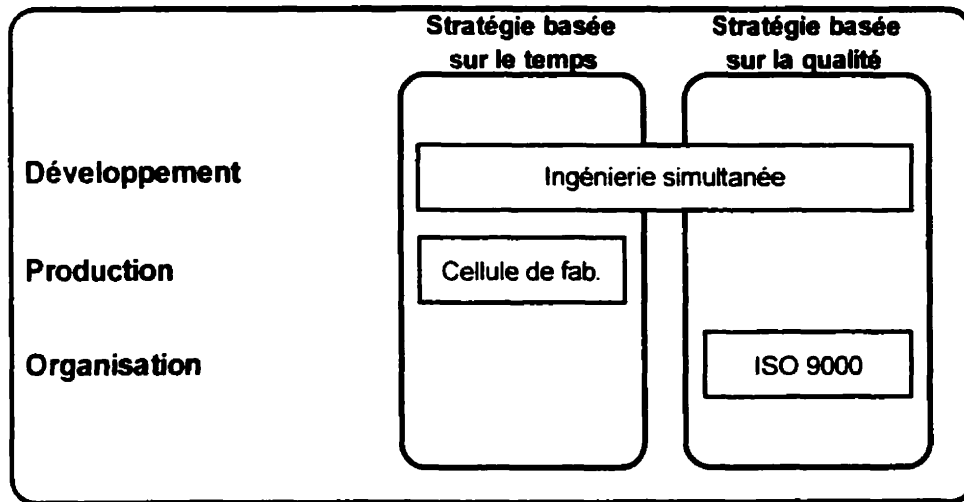 Stratégie basée
sur le temps
Stratégie basée
sur la qualité
Développement
Ingénierie simultanée
Production
Cellule de fab.
Organisation
ISO 9000